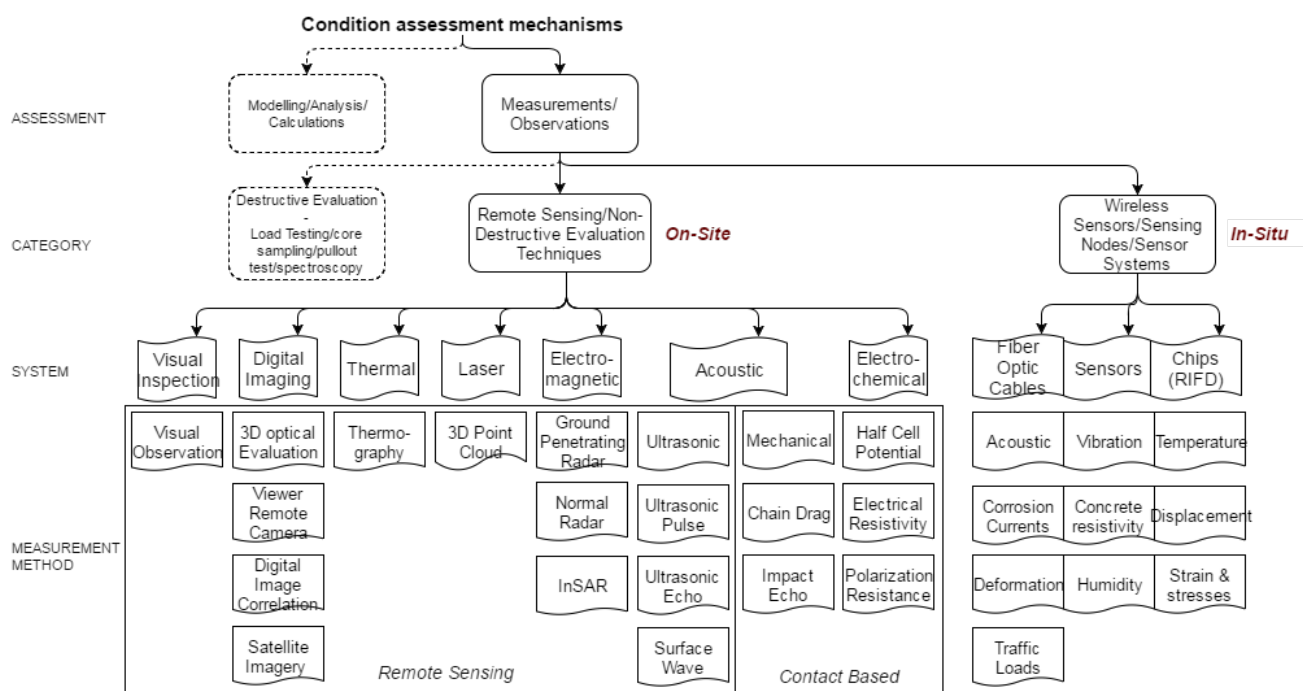 Condition assessment mechanisms
ASSESSMENT
Modelling/Analysis/
Calculations
Measurements/
Observations
CATEGORY
Destructive Evaluation
-
Load Testing/core
sampling/pullout
test/spectroscopy
Remote Sensing/Non-
Destructive Evaluation
Techniques
On-Site
Wireless
Sensors/Sensing
Nodes/Sensor
Systems
In-Situ
SYSTEM
Visual
Inspection
Digital
Imaging
Thermal
Laser
Electro-
magnetic
Acoustic
Electro-
chemical
Fiber
Optic
Cables
Sensors
Chips
(RIFD)
MEASUREMENT
METHOD
Visual
Observation
3D optical
Evaluation
Thermo-
graphy
3D Point
Cloud
Ground
Penetrating
Radar
Ultrasonic
Mechanical
Half Cell
Potential
Acoustic
Vibration
Temperature
Viewer
Remote
Camera
Normal
Radar
Ultrasonic
Pulse
Chain Drag
Electrical
Resistivity
Corrosion
Currents
Concrete
resistivity
Displacement
Digital
Image
Correlation
InSAR
Ultrasonic
Echo
Impact
Echo
Polarization
Resistance
Deformation
Humidity
Strain &
stresses
Satellite
Imagery
Remote Sensing
Surface
Wave
Contact Based
Traffic
Loads